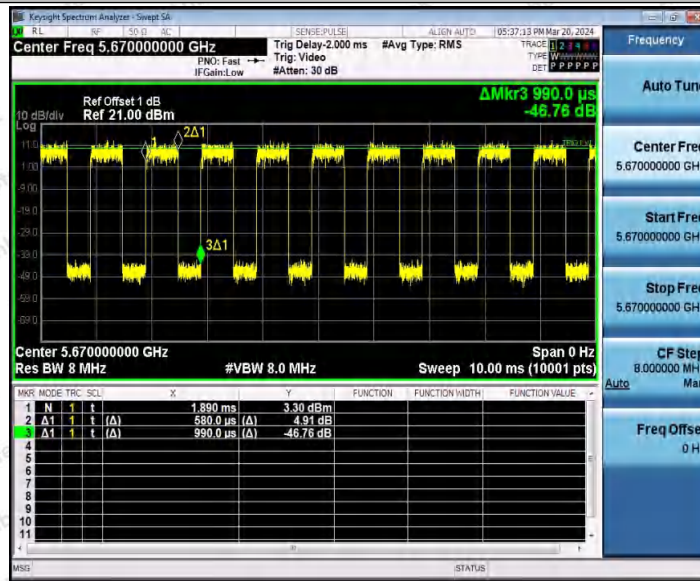 Keysight Spectrum Analyzer - Swept SA
RL RF 50 Ω AC SENSE:PULSE ALIGN AUTO 05:37:13 PM Mar 20, 2024
Center Freq 5.670000000 GHz
PNO: Fast
IFGain:Low
Trig Delay-2.000 ms
Trig: Video
#Atten: 30 dB
#Avg Type: RMS
TRACE 1 2 3 4 5 6
TYPE
DET P P P P P P
Frequency
Auto Tune
Center Freq
5.670000000 GH
Start Freq
5.670000000 GH
Stop Freq
5.670000000 GH
CF Step
8.000000 MH
Auto Ma
Freq Offse
0 H
Ref Offset 1 dB
Ref 21.00 dBm
10 dB/div
Log
ΔMkr3 990.0 µs
-46.76 dB
11.0
1.00
-9.00
-19.0
-29.0
-39.0
-49.0
-59.0
-69.0
1
2Δ1
3Δ1
Center 5.670000000 GHz
Span 0 Hz
Res BW 8 MHz
#VBW 8.0 MHz
Sweep 10.00 ms (10001 pts)
MKR MODE TRC SCL X Y FUNCTION FUNCTION WIDTH FUNCTION VALUE
1 N 1 t 1.890 ms 3.30 dBm
2 Δ1 1 t (Δ) 580.0 µs (Δ) 4.91 dB
3 Δ1 1 t (Δ) 990.0 µs (Δ) -46.76 dB
4
5
6
7
8
9
10
11
MSG
STATUS